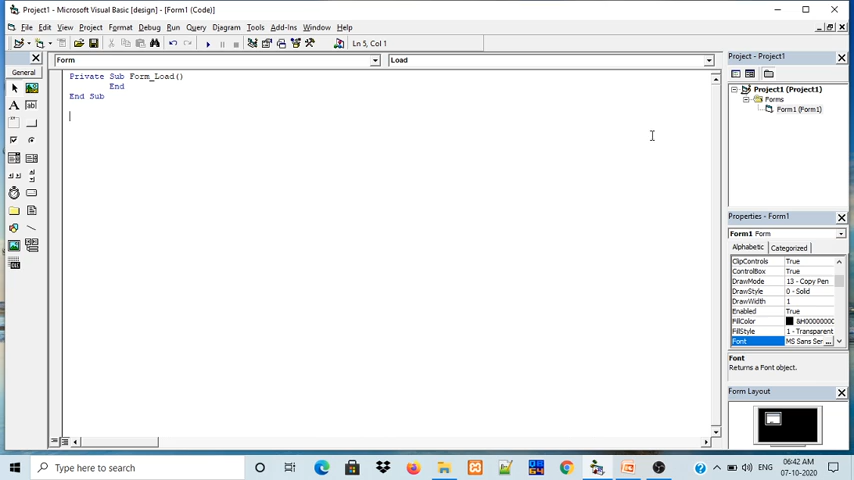 Project1 - Microsoft Visual Basic [design] - [Form1 (Code)]
File Edit View Project Format Debug Run Query Diagram Tools Add-Ins Window Help
Ln 5, Col 1
General
Form
Load
Private Sub Form_Load()
End
End Sub
Project - Project1
Project1 (Project1)
Forms
Form1 (Form1)
Properties - Form1
Form1 Form
Alphabetic Categorized
ClipControls True
ControlBox True
DrawMode 13 - Copy Pen
DrawStyle 0 - Solid
DrawWidth 1
Enabled True
FillColor &H00000000
FillStyle 1 - Transparent
Font MS Sans Ser ...
Font
Returns a Font object.
Form Layout
Type here to search
ENG
06:42 AM
07-10-2020